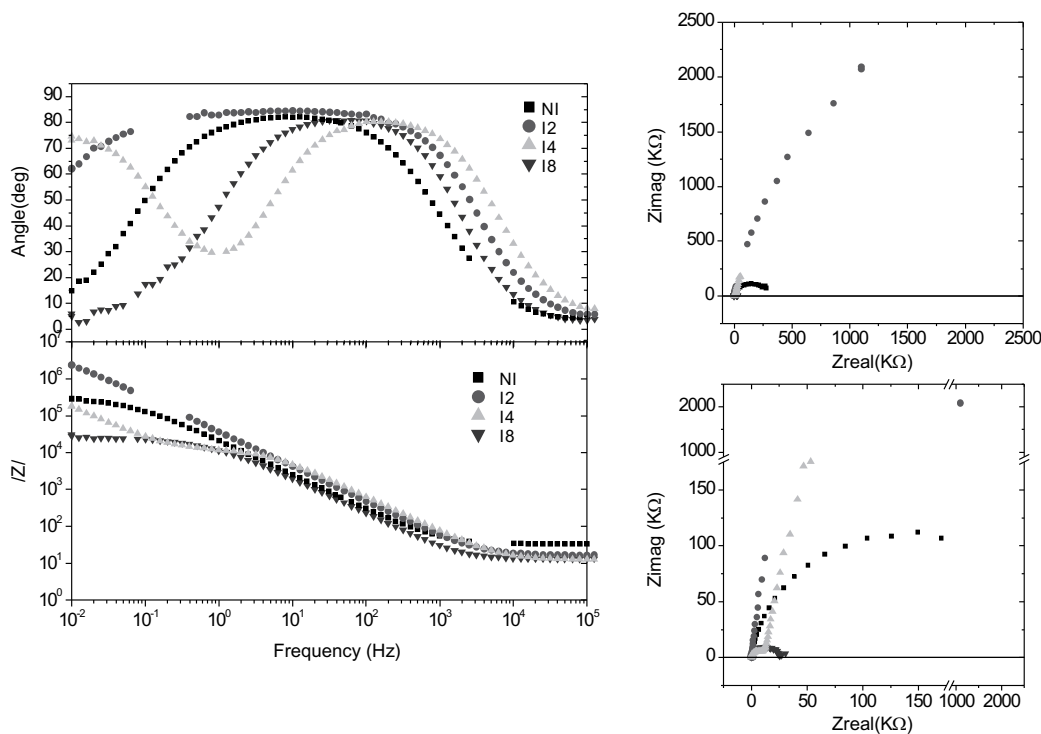 90
80
70
60
50
40
30
20
10
0
Angle(deg)
NI
I2
I4
I8
10^7
10^6
10^5
10^4
10^3
10^2
10^1
10^0
/Z/
NI
I2
I4
I8
10^-2 10^-1 10^0 10^1 10^2 10^3 10^4 10^5
Frequency (Hz)
2500
2000
1500
1000
500
0
Zimag (KΩ)
0 500 1000 1500 2000 2500
Zreal(KΩ)
2000
1000
150
100
50
0
Zimag (KΩ)
0 50 100 150 1000 2000
Zreal(KΩ)